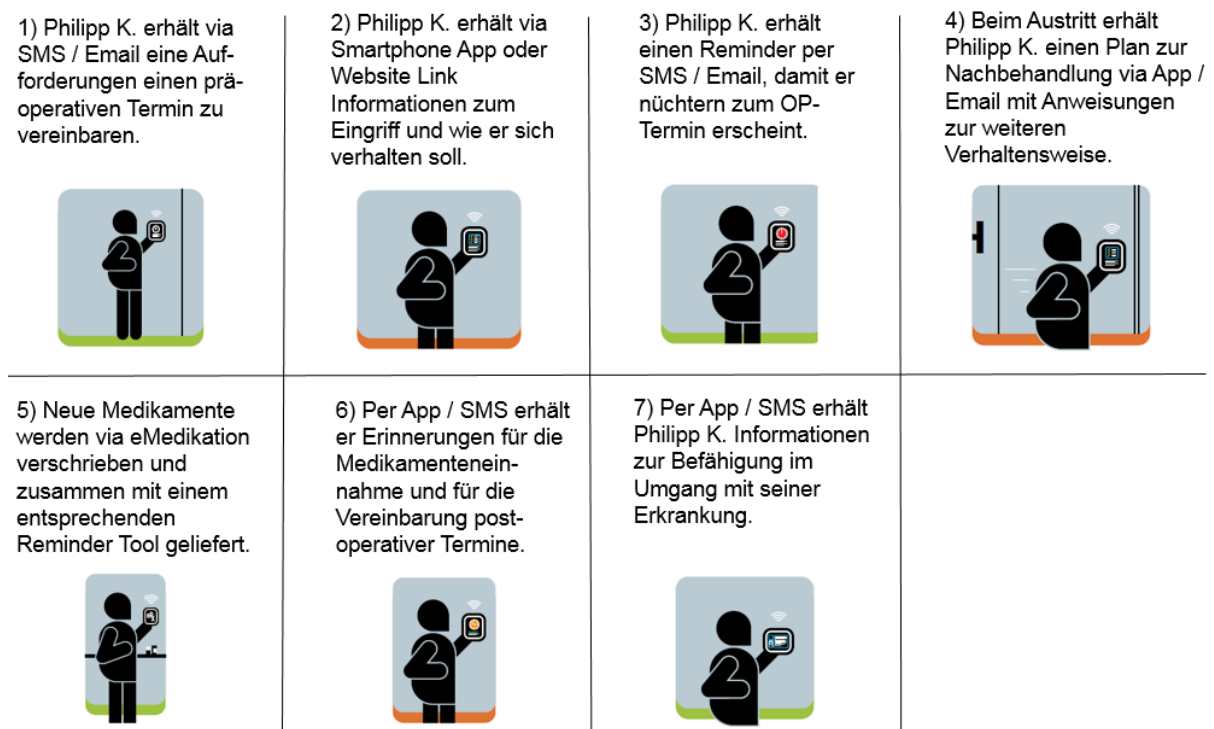 1) Philipp K. erhält via
SMS / Email eine Auf-
forderungen einen prä-
operativen Termin zu
vereinbaren.
2) Philipp K. erhält via
Smartphone App oder
Website Link
Informationen zum
Eingriff und wie er sich
verhalten soll.
3) Philipp K. erhält
einen Reminder per
SMS / Email, damit er
nüchtern zum OP-
Termin erscheint.
4) Beim Austritt erhält
Philipp K. einen Plan zur
Nachbehandlung via App /
Email mit Anweisungen
zur weiteren
Verhaltensweise.
5) Neue Medikamente
werden via eMedikation
verschrieben und
zusammen mit einem
entsprechenden
Reminder Tool geliefert.
6) Per App / SMS erhält
er Erinnerungen für die
Medikamentenein-
nahme und für die
Vereinbarung post-
operativer Termine.
7) Per App / SMS erhält
Philipp K. Informationen
zur Befähigung im
Umgang mit seiner
Erkrankung.